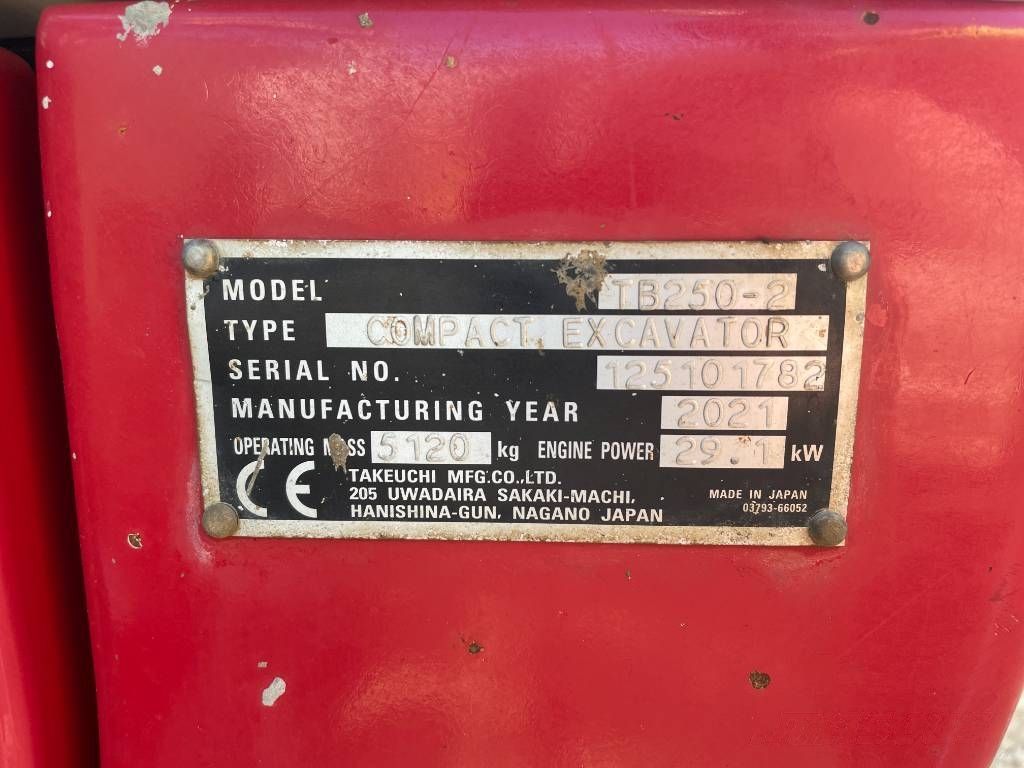 MODEL TB250-2
TYPE COMPACT EXCAVATOR
SERIAL NO. 125101782
MANUFACTURING YEAR 2021
OPERATING MASS 5120 kg ENGINE POWER 29.1 kW
CE TAKEUCHI MFG.CO.,LTD.
205 UWADAIRA SAKAKI-MACHI,
HANISHINA-GUN, NAGANO JAPAN
MADE IN JAPAN
03793-66052